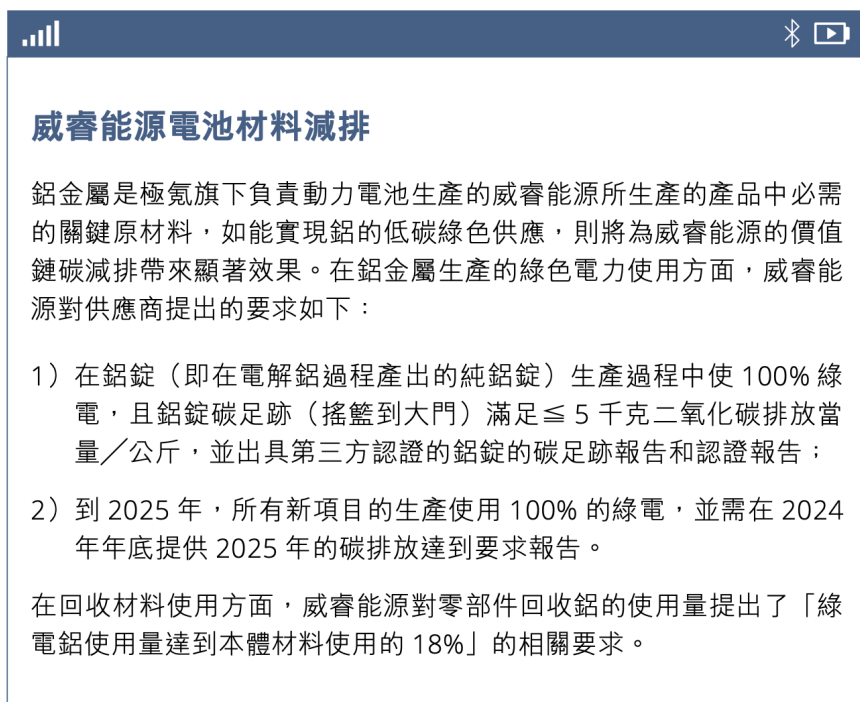 威睿能源電池材料減排
鋁金屬是極氪旗下負責動力電池生產的威睿能源所生產的產品中必需
的關鍵原材料，如能實現鋁的低碳綠色供應，則將為威睿能源的價值
鏈碳減排帶來顯著效果。在鋁金屬生產的綠色電力使用方面，威睿能
源對供應商提出的要求如下：
1）在鋁錠（即在電解鋁過程產出的純鋁錠）生產過程中使 100% 綠
電，且鋁錠碳足跡（搖籃到大門）滿足≦ 5 千克二氧化碳排放當
量╱公斤，並出具第三方認證的鋁錠的碳足跡報告和認證報告；
2）到 2025 年，所有新項目的生產使用 100% 的綠電，並需在 2024
年年底提供 2025 年的碳排放達到要求報告。
在回收材料使用方面，威睿能源對零部件回收鋁的使用量提出了「綠
電鋁使用量達到本體材料使用的 18%」的相關要求。